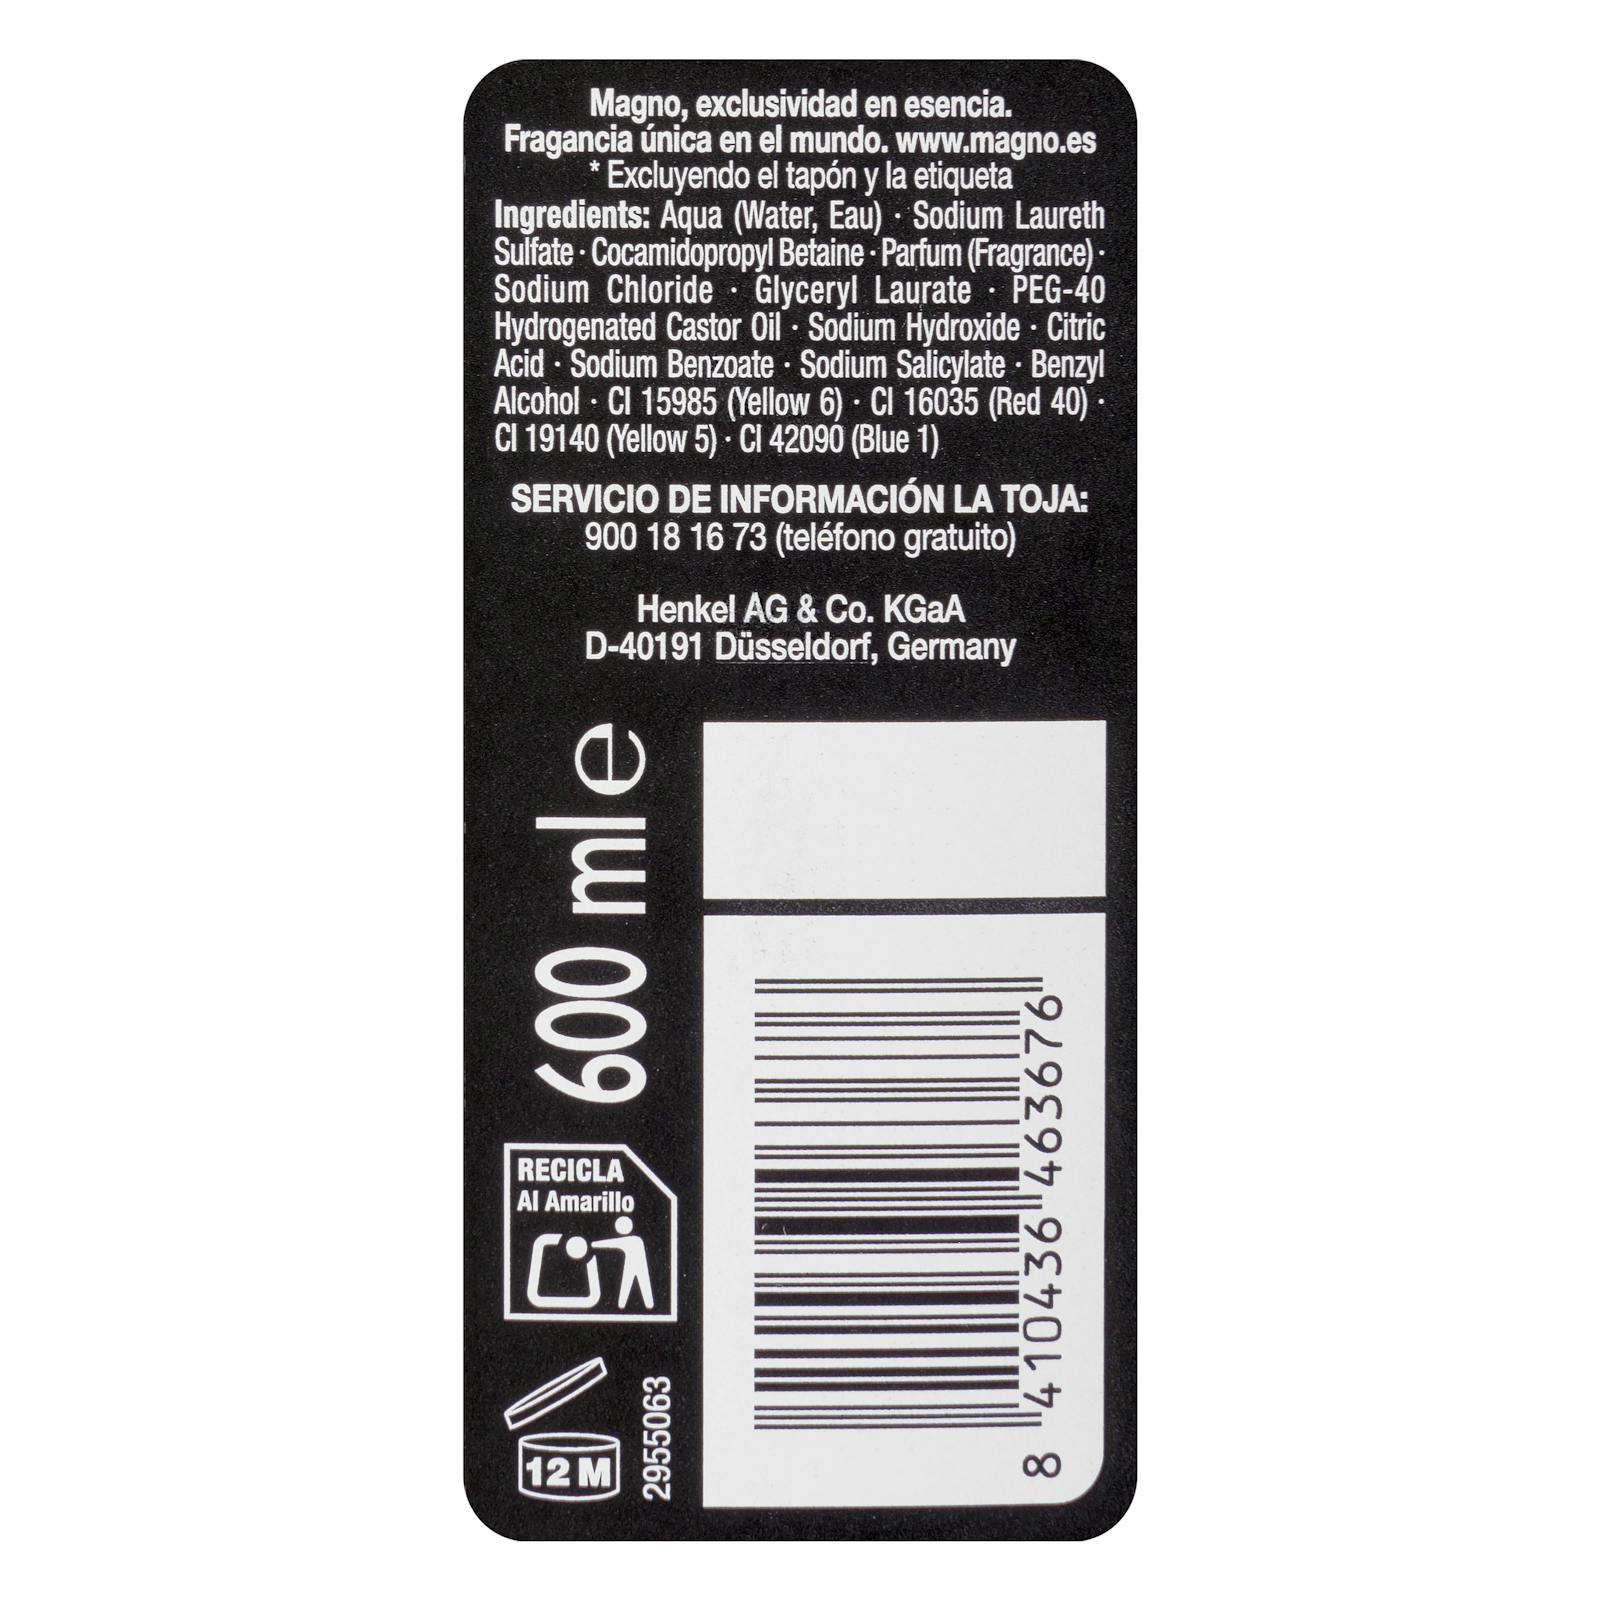 Magno, exclusividad en esencia.
Fragancia única en el mundo. www.magno.es
* Excluyendo el tapón y la etiqueta
Ingredients: Aqua (Water, Eau) · Sodium Laureth
Sulfate · Cocamidopropyl Betaine · Parfum (Fragrance) ·
Sodium Chloride · Glyceryl Laurate · PEG-40
Hydrogenated Castor Oil · Sodium Hydroxide · Citric
Acid · Sodium Benzoate · Sodium Salicylate · Benzyl
Alcohol · CI 15985 (Yellow 6) · CI 16035 (Red 40) ·
CI 19140 (Yellow 5) · CI 42090 (Blue 1)
SERVICIO DE INFORMACIÓN LA TOJA:
900 18 16 73 (teléfono gratuito)
Henkel AG & Co. KGaA
D-40191 Düsseldorf, Germany
600 ml e
RECICLA
Al Amarillo
12 M
2955063
8 410436 463676